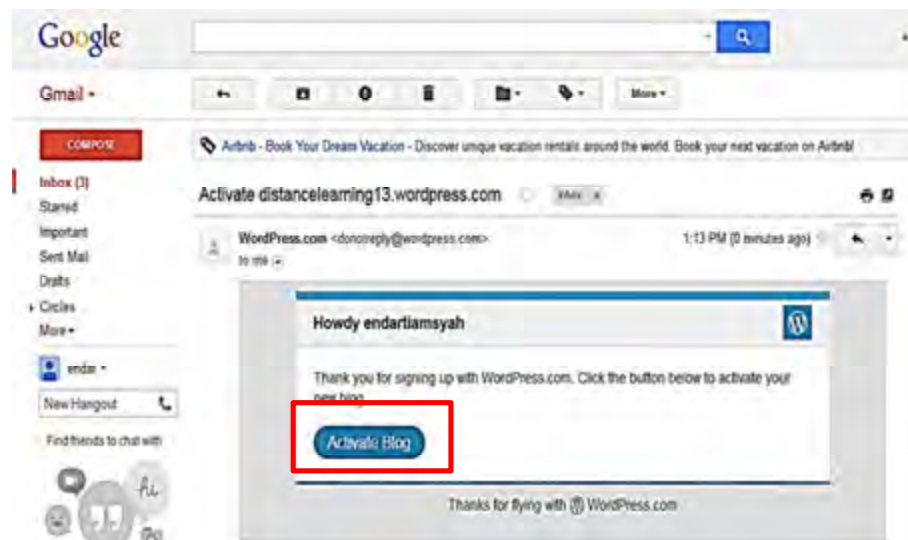 Google
Gmail
More
COMPOSE
Airbnb - Book Your Dream Vacation - Discover unique vacation rentals around the world. Book your next vacation on Airbnb!
Inbox (3)
Activate distancelearning13.wordpress.com
Inbox x
Starred
Important
WordPress.com <donotreply@wordpress.com>
1:13 PM (0 minutes ago)
to me
Sent Mail
Drafts
Circles
More
Howdy endartiamsyah
endar
Thank you for signing up with WordPress.com. Click the button below to activate your
new blog
New Hangout
Activate Blog
Find friends to chat with
hi
Thanks for flying with WordPress.com